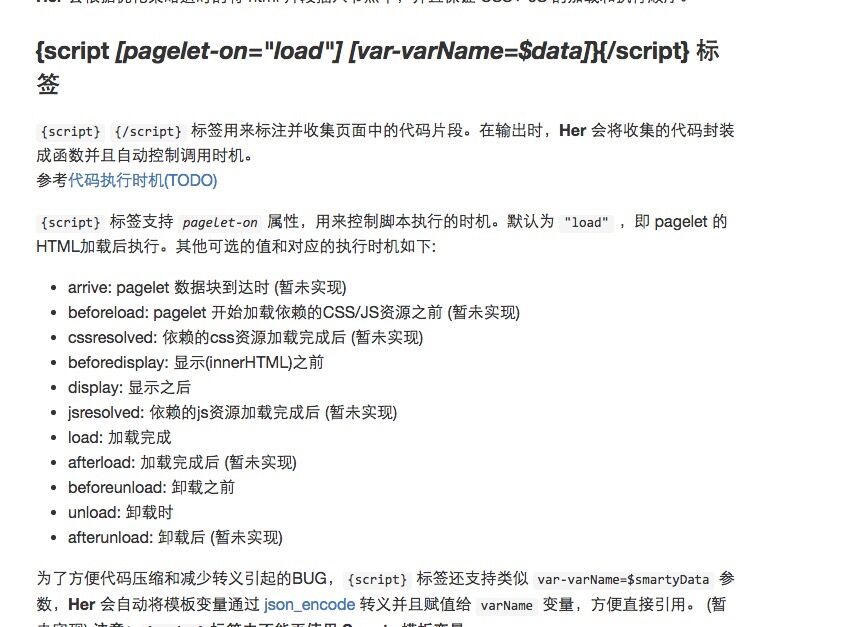 {script [pagelet-on="load"] [var-varName=$data]}{/script} 标
签
{script} {/script} 标签用来标注并收集页面中的代码片段。在输出时，Her 会将收集的代码封装
成函数并且自动控制调用时机。
参考代码执行时机(TODO)
{script} 标签支持 pagelet-on 属性，用来控制脚本执行的时机。默认为 "load" ，即 pagelet 的
HTML加载后执行。其他可选的值和对应的执行时机如下：
• arrive: pagelet 数据块到达时 (暂未实现)
• beforeload: pagelet 开始加载依赖的CSS/JS资源之前 (暂未实现)
• cssresolved: 依赖的css资源加载完成后 (暂未实现)
• beforedisplay: 显示(innerHTML)之前
• display: 显示之后
• jsresolved: 依赖的js资源加载完成后 (暂未实现)
• load: 加载完成
• afterload: 加载完成后 (暂未实现)
• beforeunload: 卸载之前
• unload: 卸载时
• afterunload: 卸载后 (暂未实现)
为了方便代码压缩和减少转义引起的BUG，{script} 标签还支持类似 var-varName=$smartyData 参
数，Her 会自动将模板变量通过 json_encode 转义并且赋值给 varName 变量，方便直接引用。 (暂